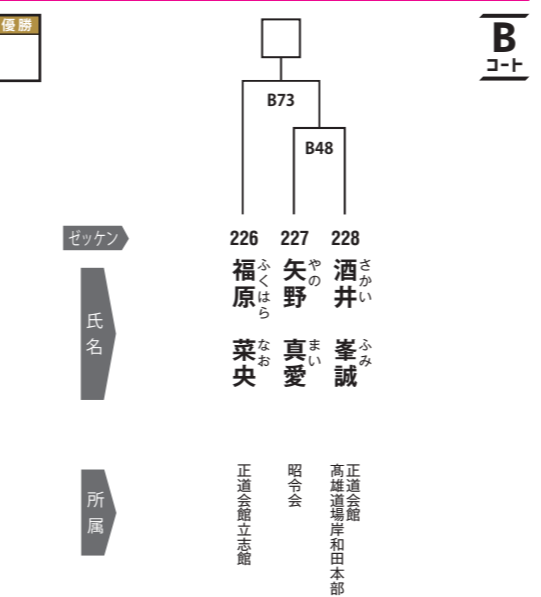 優勝
B
コート
B73
B48
ゼッケン
226 227 228
氏名
福原 菜央
ふくはら なお
矢野 真愛
やの まい
酒井 峯誠
さかい ふみ
所属
正道会館立志館
昭令会
正道会館
髙雄道場岸和田本部